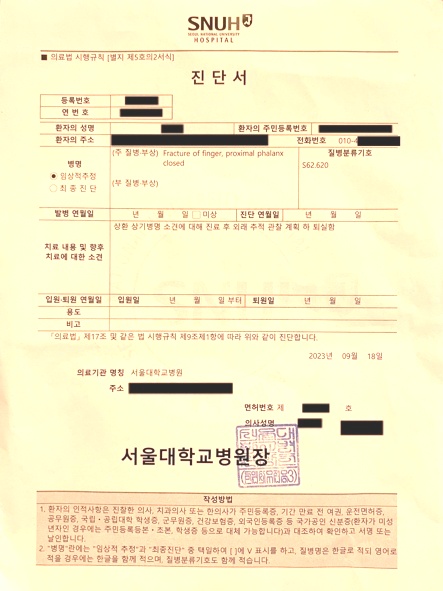 SNUH
SEOUL NATIONAL UNIVERSITY
HOSPITAL
■ 의료법 시행규칙 [별지 제5호의2서식]
진 단 서
등록번호
연 번 호
환자의 성명 환자의 주민등록번호
환자의 주소 전화번호 010-4
병명
임상적추정
최 종 진 단
(주 질병·부상) Fracture of finger, proximal phalanx
closed
(부 질병·부상)
질병분류기호
S62.620
발병 연월일 년 월 일 미상 진단 연월일 년 월 일
치료 내용 및 향후
치료에 대한 소견
상환 상기병명 소견에 대해 진료 후 외래 추적 관찰 계획 하 퇴실함
입원·퇴원 연월일 입원일 년 월 일 부터 퇴원일 년 월 일
용도
비고
「의료법」 제17조 및 같은 법 시행규칙 제9조제1항에 따라 위와 같이 진단합니다.
2023년 09월 18일
의료기관 명칭 서울대학교병원
주소
면허번호 제 호
의사성명
서울대학교병원장
작성방법
1. 환자의 인적사항은 진찰한 의사, 치과의사 또는 한의사가 주민등록증, 기간 만료 전 여권, 운전면허증,
공무원증, 국립·공립대학 학생증, 군무원증, 건강보험증, 외국인등록증 등 국가공인 신분증(환자가 미성
년자인 경우에는 주민등록등본·초본, 학생증 등으로 대체 가능합니다)과 대조하여 확인하고 서명 또는
날인합니다.
2. "병명"란에는 "임상적 추정"과 "최종진단" 중 택일하여 [ ]에 V 표시를 하고, 질병명은 한글로 적되 영어로
적을 경우에는 한글을 함께 적으며, 질병분류기호도 함께 적습니다.